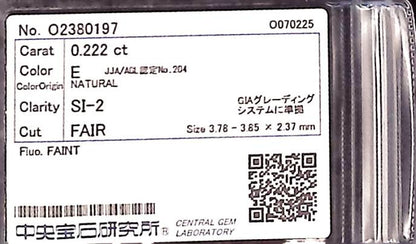 No. O2380197 O070225
Carat 0.222 ct
Color E JJA/AGL認定No.204
ColorOrigin NATURAL
Clarity SI-2 GIAグレーディング
システムに準拠
Cut FAIR Size 3.78 - 3.85 × 2.37 mm
Fluo. FAINT
中央宝石研究所® CENTRAL GEM
LABORATORY